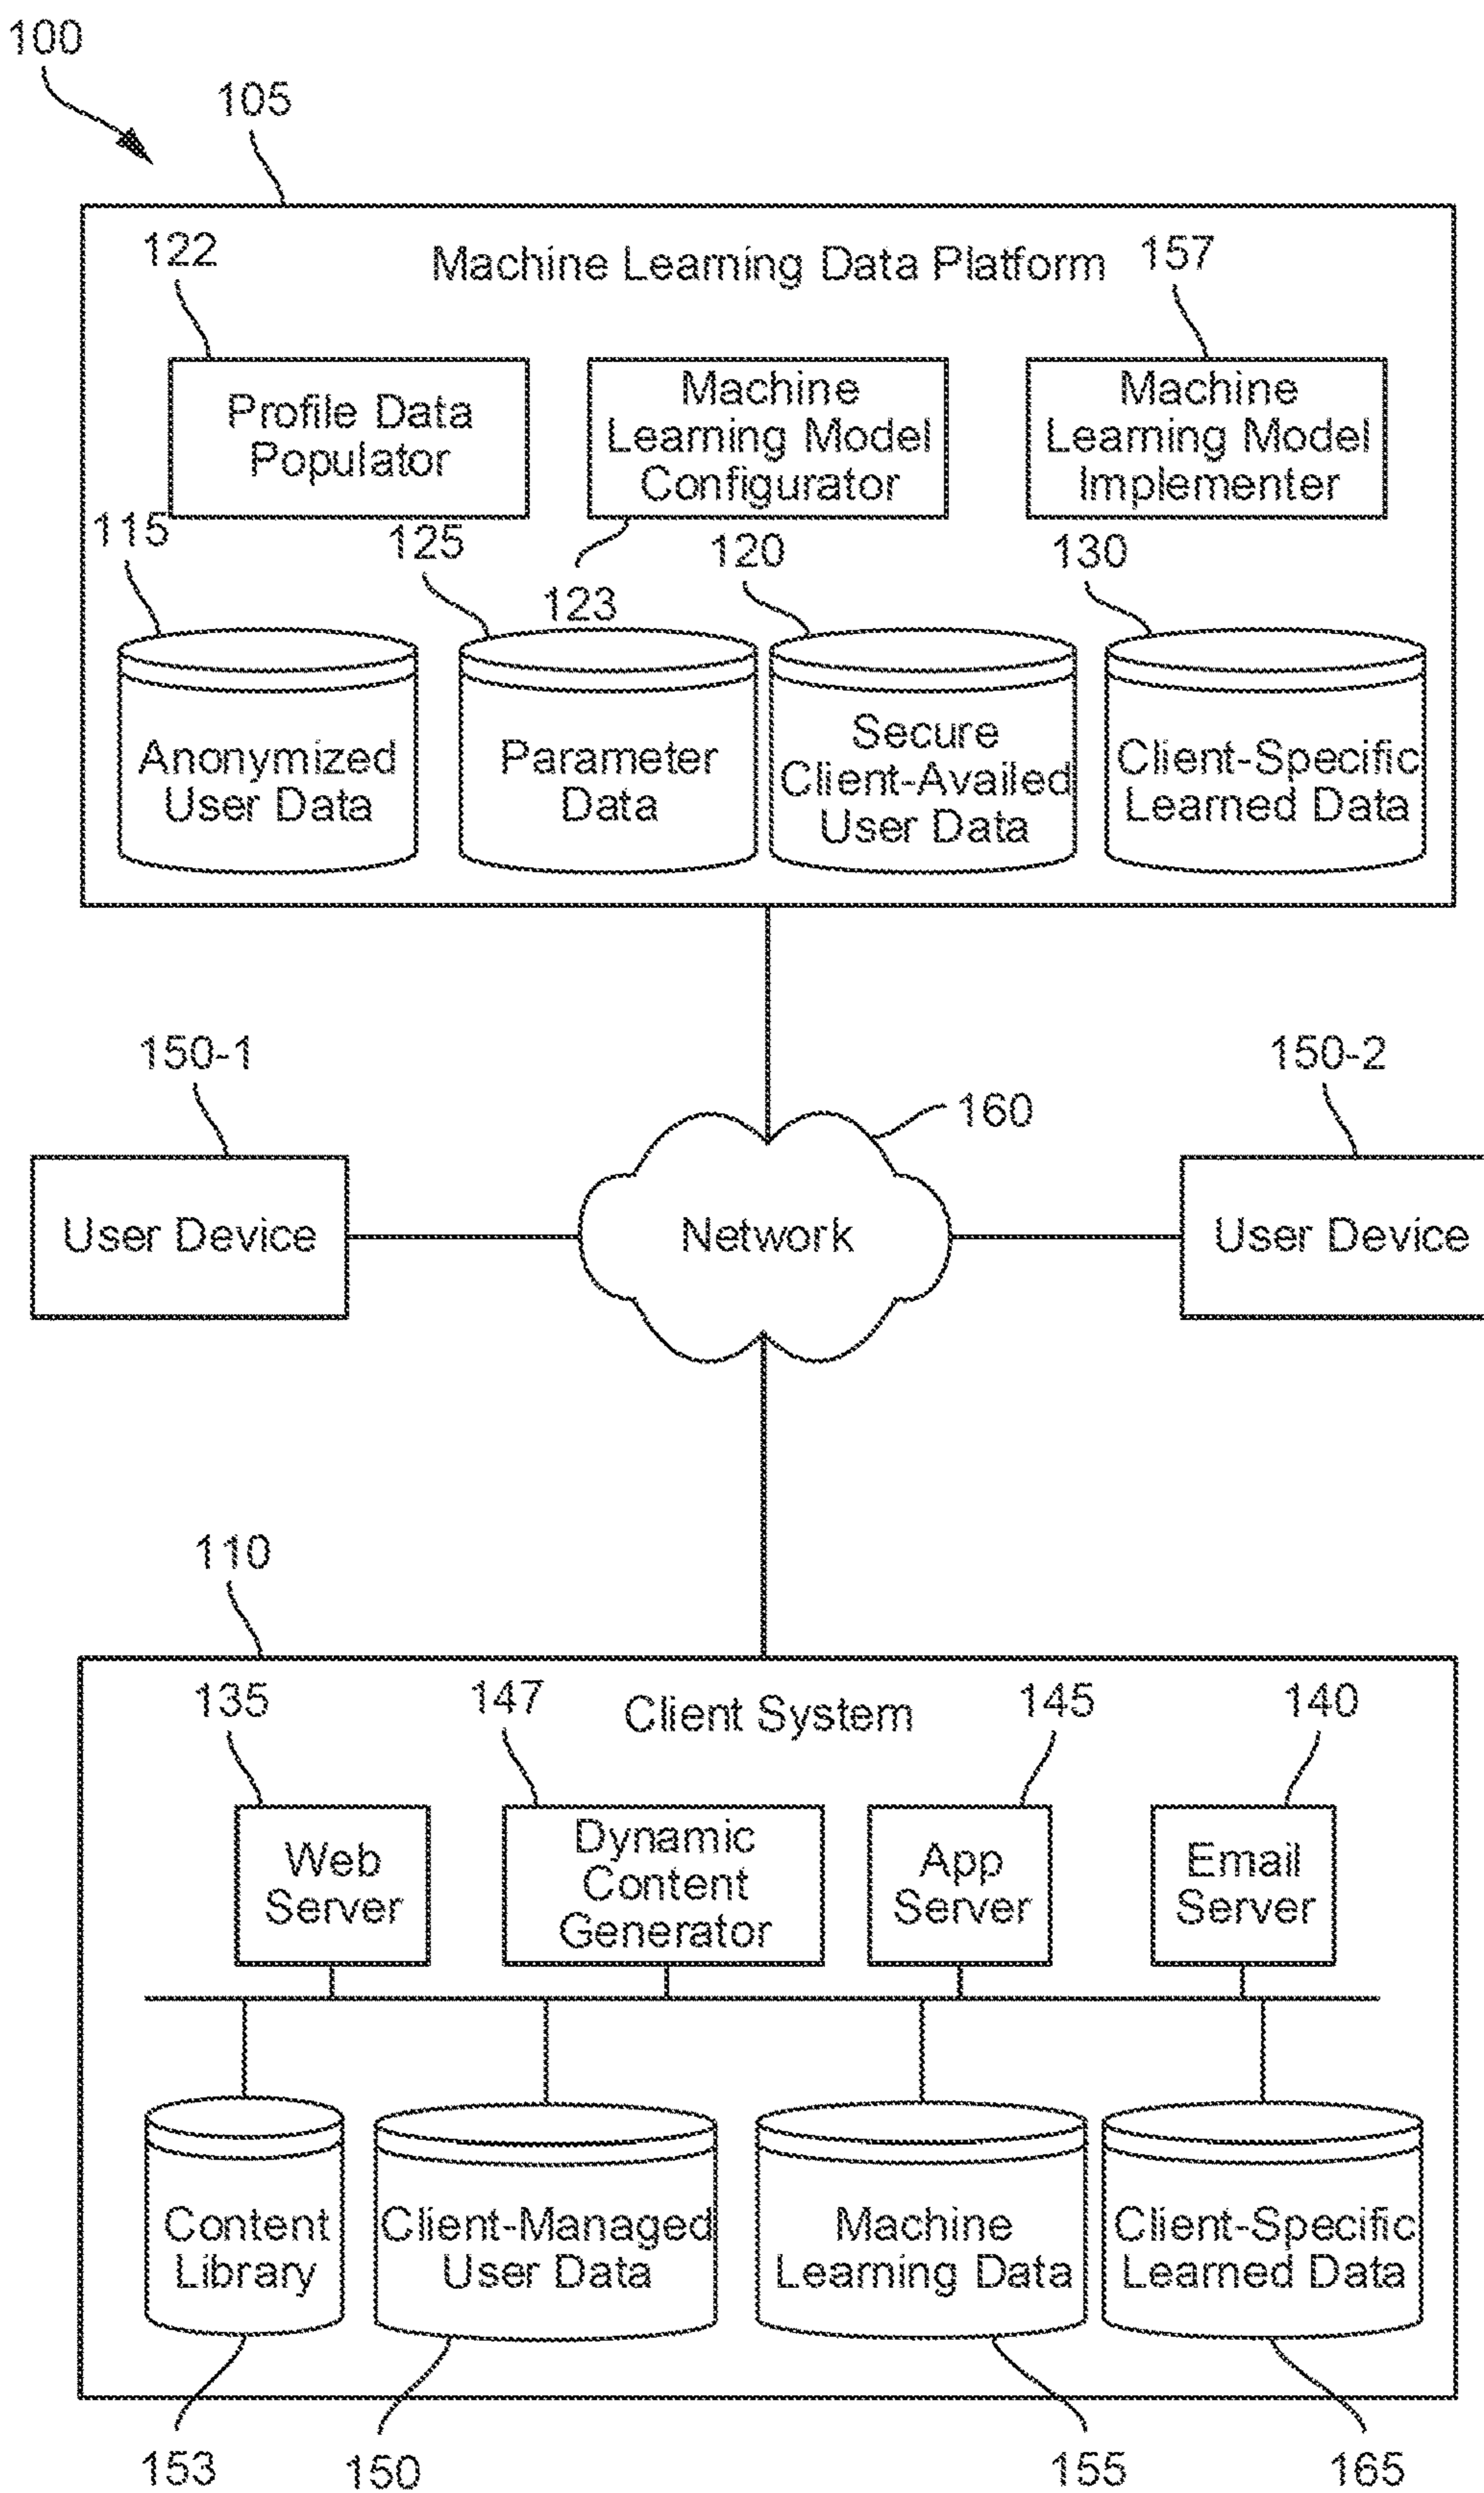 100
105
122
Machine Learning Data Platform
157
Profile Data
Populator
Machine
Learning Model
Configurator
Machine
Learning Model
Implementer
115
125
123
120
130
Anonymized
User Data
Parameter
Data
Secure
Client-Availed
User Data
Client-Specific
Learned Data
150-1
150-2
160
User Device
Network
User Device
110
135
147
Client System
145
140
Web
Server
Dynamic
Content
Generator
App
Server
Email
Server
Content
Library
Client-Managed
User Data
Machine
Learning Data
Client-Specific
Learned Data
153
150
155
165